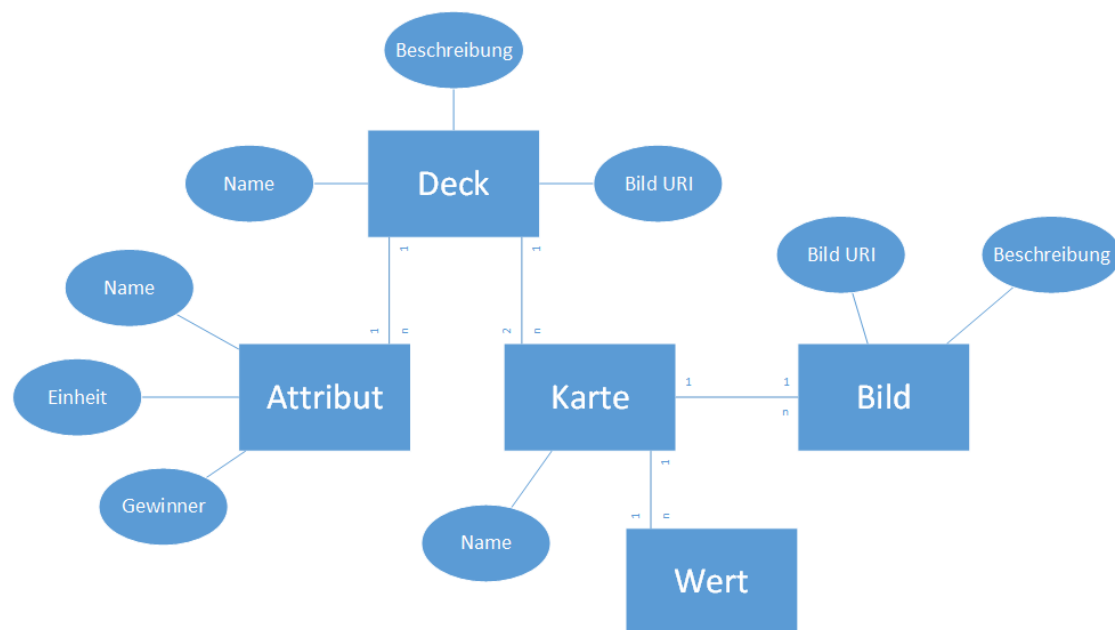 Beschreibung
Name
Deck
Bild URI
1
1
Name
Bild URI
Beschreibung
1
n
2
n
Einheit
Attribut
Karte
1
1
n
Bild
Gewinner
Name
1
1
n
Wert